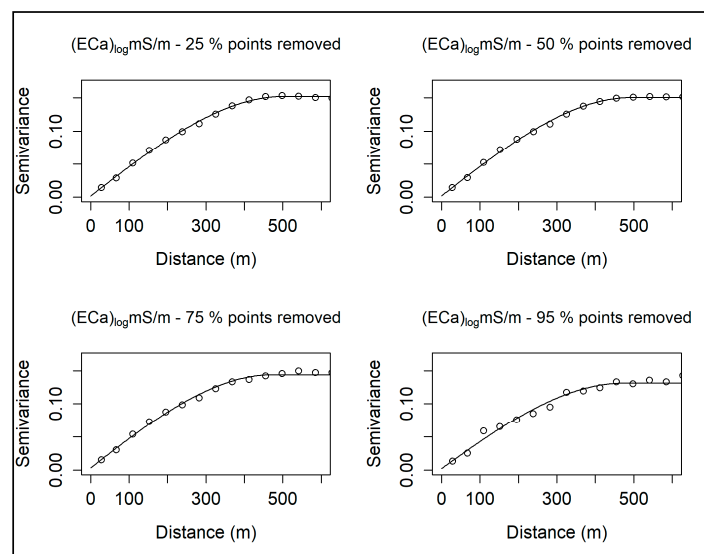 (ECa)logmS/m - 25 % points removed
Semivariance
0.00
0.10
0 100 300 500
Distance (m)
(ECa)logmS/m - 50 % points removed
Semivariance
0.00
0.10
0 100 300 500
Distance (m)
(ECa)logmS/m - 75 % points removed
Semivariance
0.00
0.10
0 100 300 500
Distance (m)
(ECa)logmS/m - 95 % points removed
Semivariance
0.00
0.10
0 100 300 500
Distance (m)